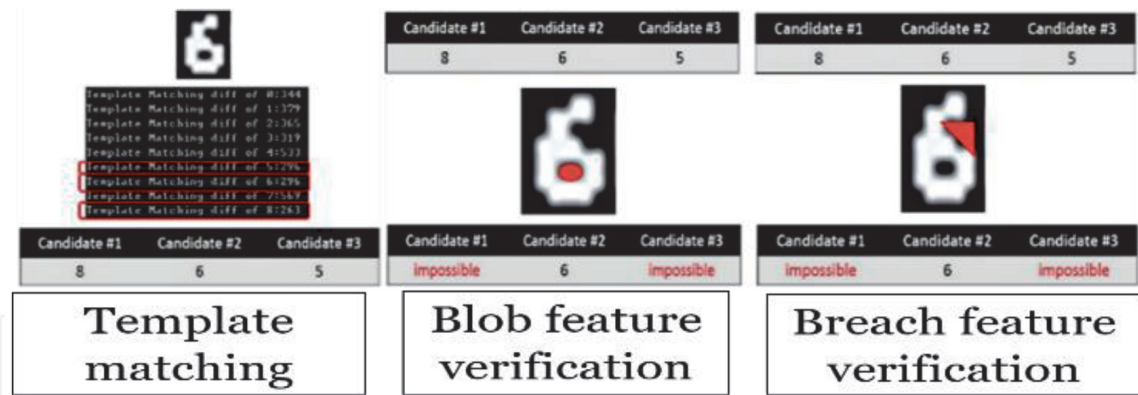 6
Template Matching diff of 0:344
Template Matching diff of 1:379
Template Matching diff of 2:365
Template Matching diff of 3:319
Template Matching diff of 4:533
Template Matching diff of 5:296
Template Matching diff of 6:296
Template Matching diff of 7:569
Template Matching diff of 8:263
Candidate #1 Candidate #2 Candidate #3
8 6 5
Template
matching
Candidate #1 Candidate #2 Candidate #3
8 6 5
6
Candidate #1 Candidate #2 Candidate #3
impossible 6 impossible
Blob feature
verification
Candidate #1 Candidate #2 Candidate #3
8 6 5
6
Candidate #1 Candidate #2 Candidate #3
impossible 6 impossible
Breach feature
verification